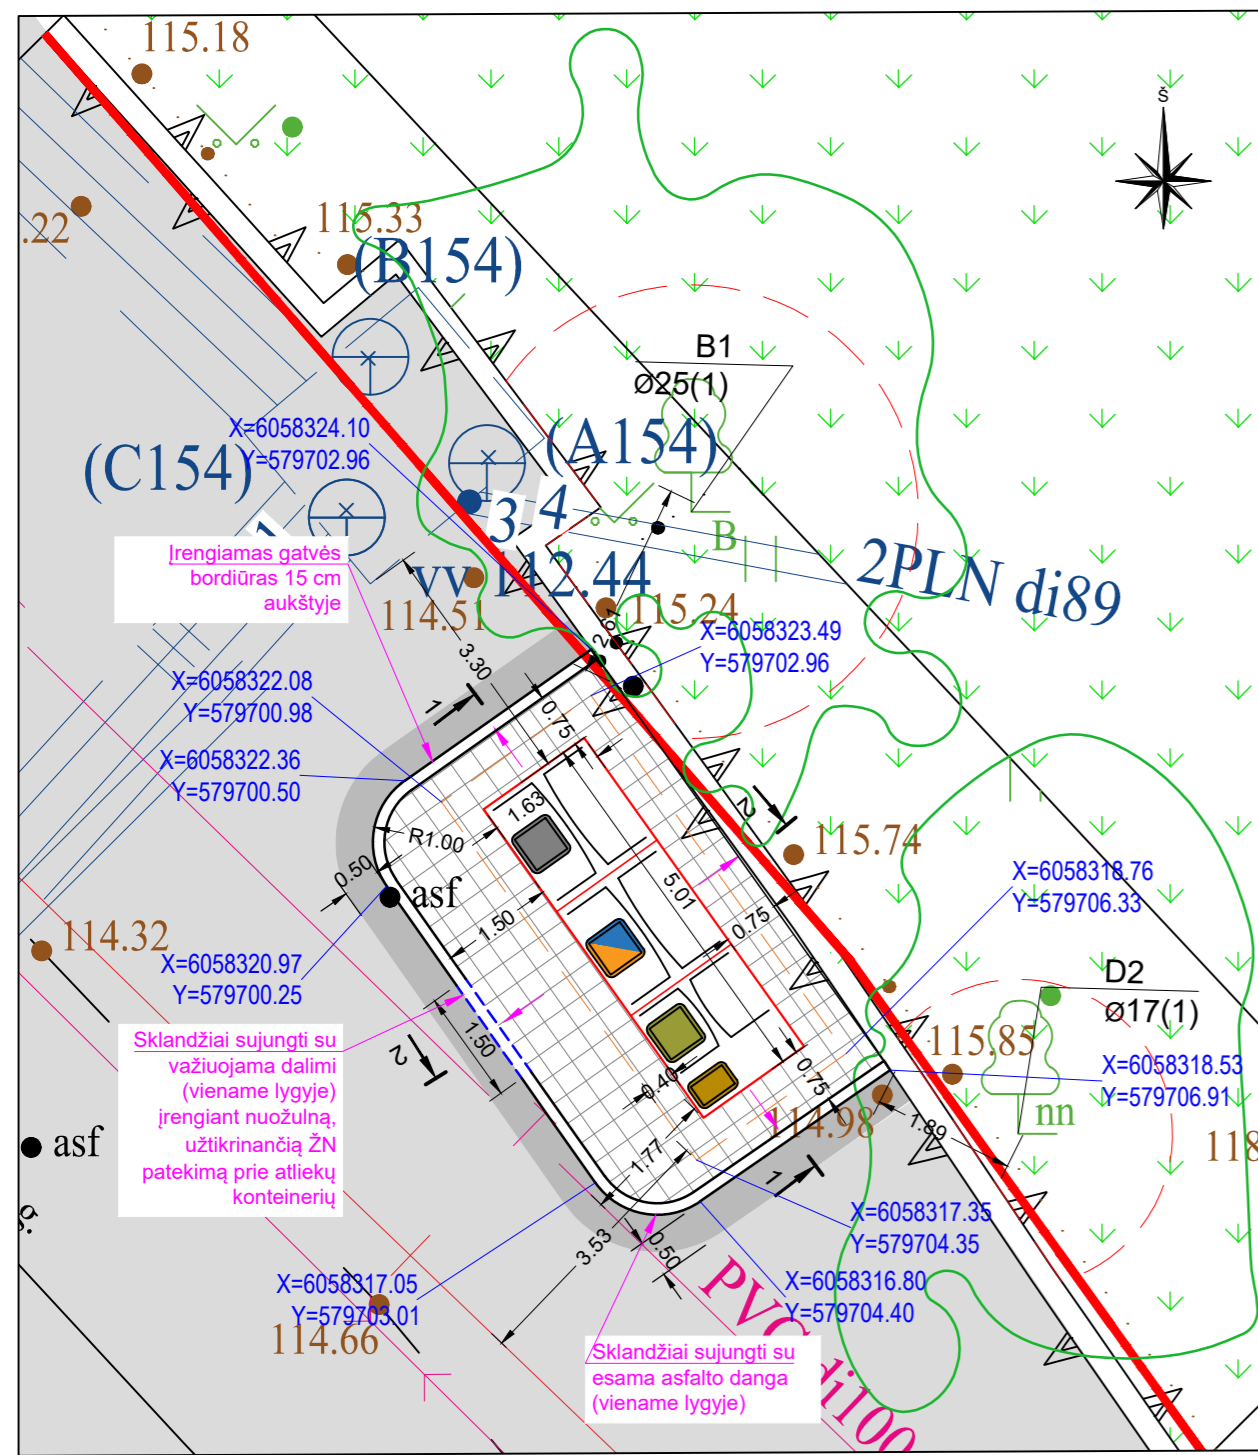 115.18
Š
.22
115.33
(B154)
B1
Ø25(1)
X=6058324.10
Y=579702.96
(A154)
(C154)
1
3
4
B
Įrengiamas gatvės
bordiūras 15 cm
aukštyje
2PLN di89
vv 112.44
114.51
115.24
X=6058323.49
Y=579702.96
3.30
X=6058322.08
Y=579700.98
1
0.75
X=6058322.36
Y=579700.50
1.63
2
R1.00
115.74
0.50
asf
5.01
X=6058318.76
Y=579706.33
1.50
0.75
114.32
X=6058320.97
Y=579700.25
D2
Ø17(1)
Sklandžiai sujungti su
važiuojama dalimi
(viename lygyje)
įrengiant nuožulną,
užtikrinančią ŽN
patekimą prie atliekų
konteinerių
1.50
2
115.85
X=6058318.53
Y=579706.91
0.40
0.75
114.98
1.89
nn
asf
118
1.77
1
g.
X=6058317.35
Y=579704.35
3.53
0.50
X=6058317.05
Y=579703.01
X=6058316.80
Y=579704.40
114.66
PVC di100
Sklandžiai sujungti su
esama asfalto danga
(viename lygyje)